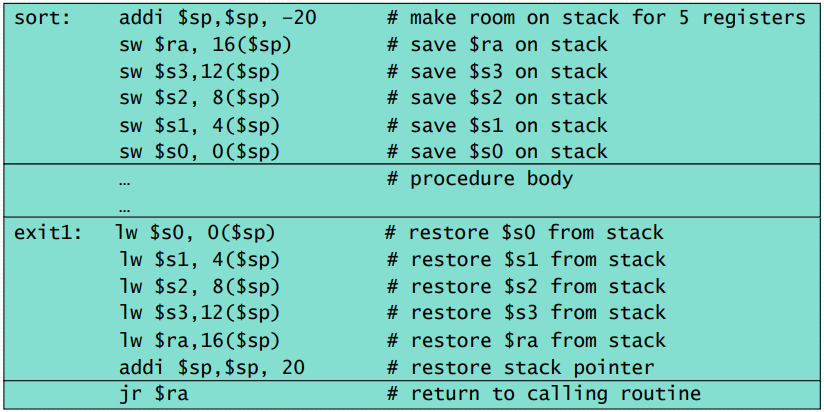 sort: addi $sp,$sp, –20 # make room on stack for 5 registers
sw $ra, 16($sp) # save $ra on stack
sw $s3,12($sp) # save $s3 on stack
sw $s2, 8($sp) # save $s2 on stack
sw $s1, 4($sp) # save $s1 on stack
sw $s0, 0($sp) # save $s0 on stack
… # procedure body
…
exit1: lw $s0, 0($sp) # restore $s0 from stack
lw $s1, 4($sp) # restore $s1 from stack
lw $s2, 8($sp) # restore $s2 from stack
lw $s3,12($sp) # restore $s3 from stack
lw $ra,16($sp) # restore $ra from stack
addi $sp,$sp, 20 # restore stack pointer
jr $ra # return to calling routine